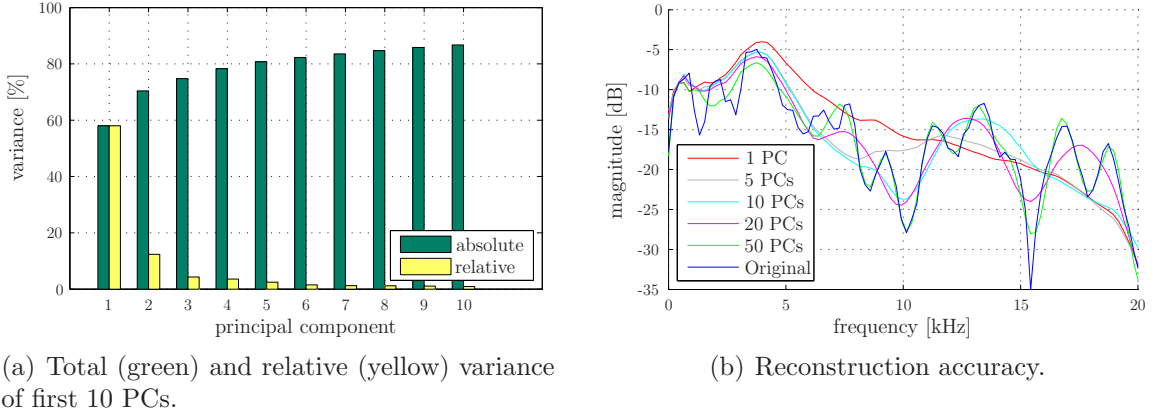 100
80
60
40
20
0
variance [%]
1 2 3 4 5 6 7 8 9 10
principal component
absolute
relative
(a) Total (green) and relative (yellow) variance
of first 10 PCs.
0
-5
-10
-15
-20
-25
-30
-35
magnitude [dB]
0 5 10 15 20
frequency [kHz]
1 PC
5 PCs
10 PCs
20 PCs
50 PCs
Original
(b) Reconstruction accuracy.